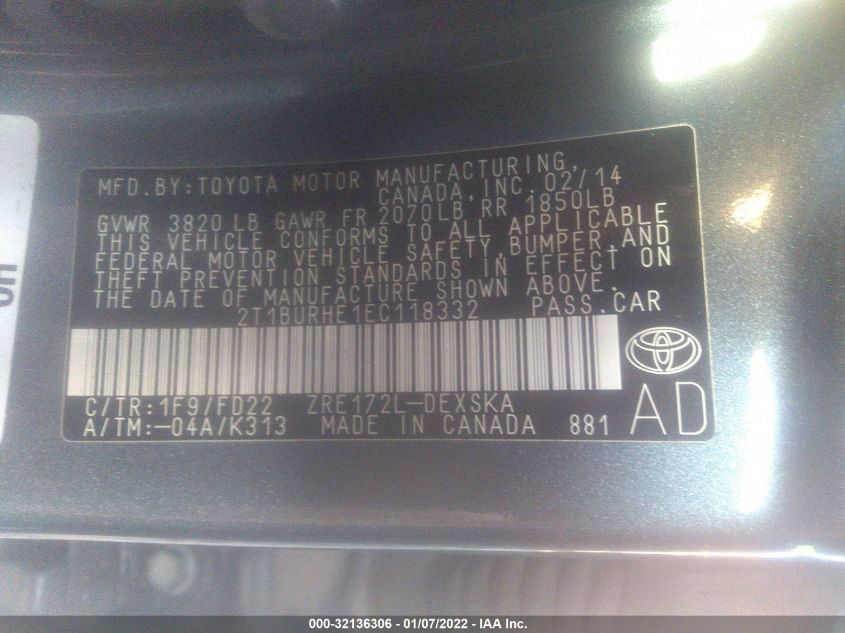 MFD.BY:TOYOTA MOTOR MANUFACTURING,
CANADA,INC. 02/14
GVWR 3820 LB GAWR FR 2070LB RR 1850LB
THIS VEHICLE CONFORMS TO ALL APPLICABLE
FEDERAL MOTOR VEHICLE SAFETY,BUMPER,AND
THEFT PREVENTION STANDARDS IN EFFECT ON
THE DATE OF MANUFACTURE SHOWN ABOVE.
2T1BURHE1EC118332 PASS.CAR
C/TR:1F9/FD22 ZRE172L-DEXSKA
A/TM:-04A/K313 MADE IN CANADA 881
AD
000-32136306 - 01/07/2022 - IAA Inc.